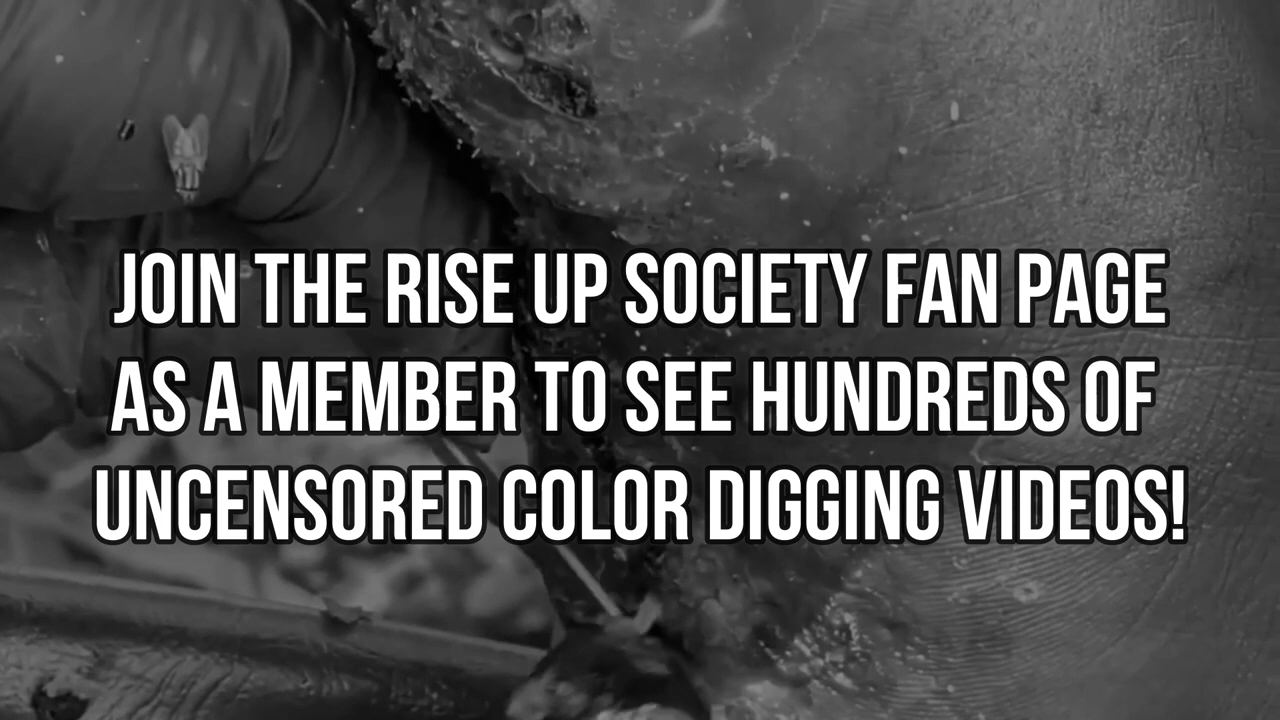 JOIN THE RISE UP SOCIETY FAN PAGE
AS A MEMBER TO SEE HUNDREDS OF
UNCENSORED COLOR DIGGING VIDEOS!